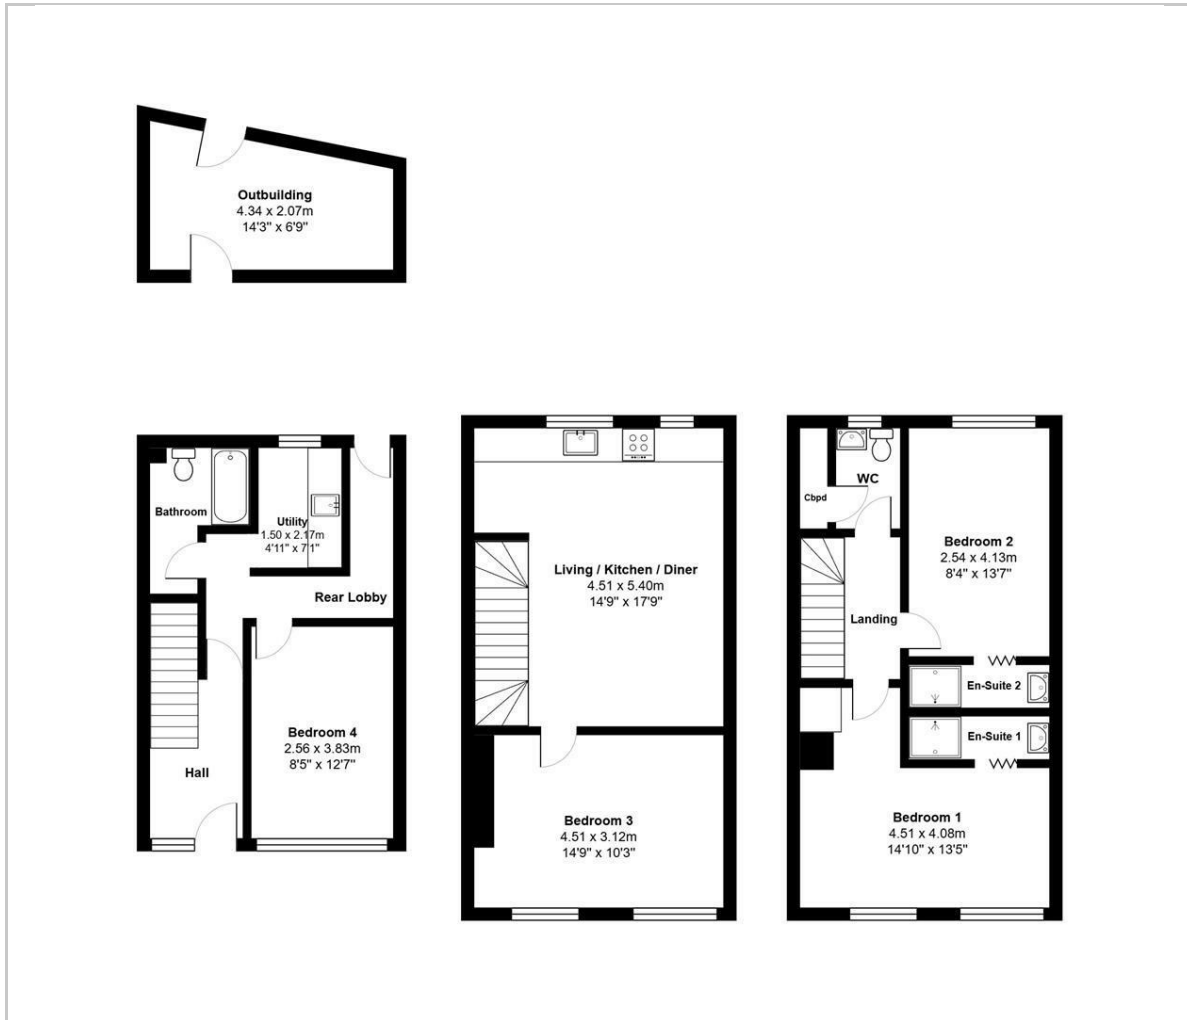 Outbuilding
4.34 x 2.07m
14'3" x 6'9"
Bathroom
Utility
1.50 x 2.17m
4'11" x 7'1"
Rear Lobby
Bedroom 4
2.56 x 3.83m
8'5" x 12'7"
Hall
Living / Kitchen / Diner
4.51 x 5.40m
14'9" x 17'9"
Bedroom 3
4.51 x 3.12m
14'9" x 10'3"
WC
Cbpd
Bedroom 2
2.54 x 4.13m
8'4" x 13'7"
Landing
En-Suite 2
En-Suite 1
Bedroom 1
4.51 x 4.08m
14'10" x 13'5"